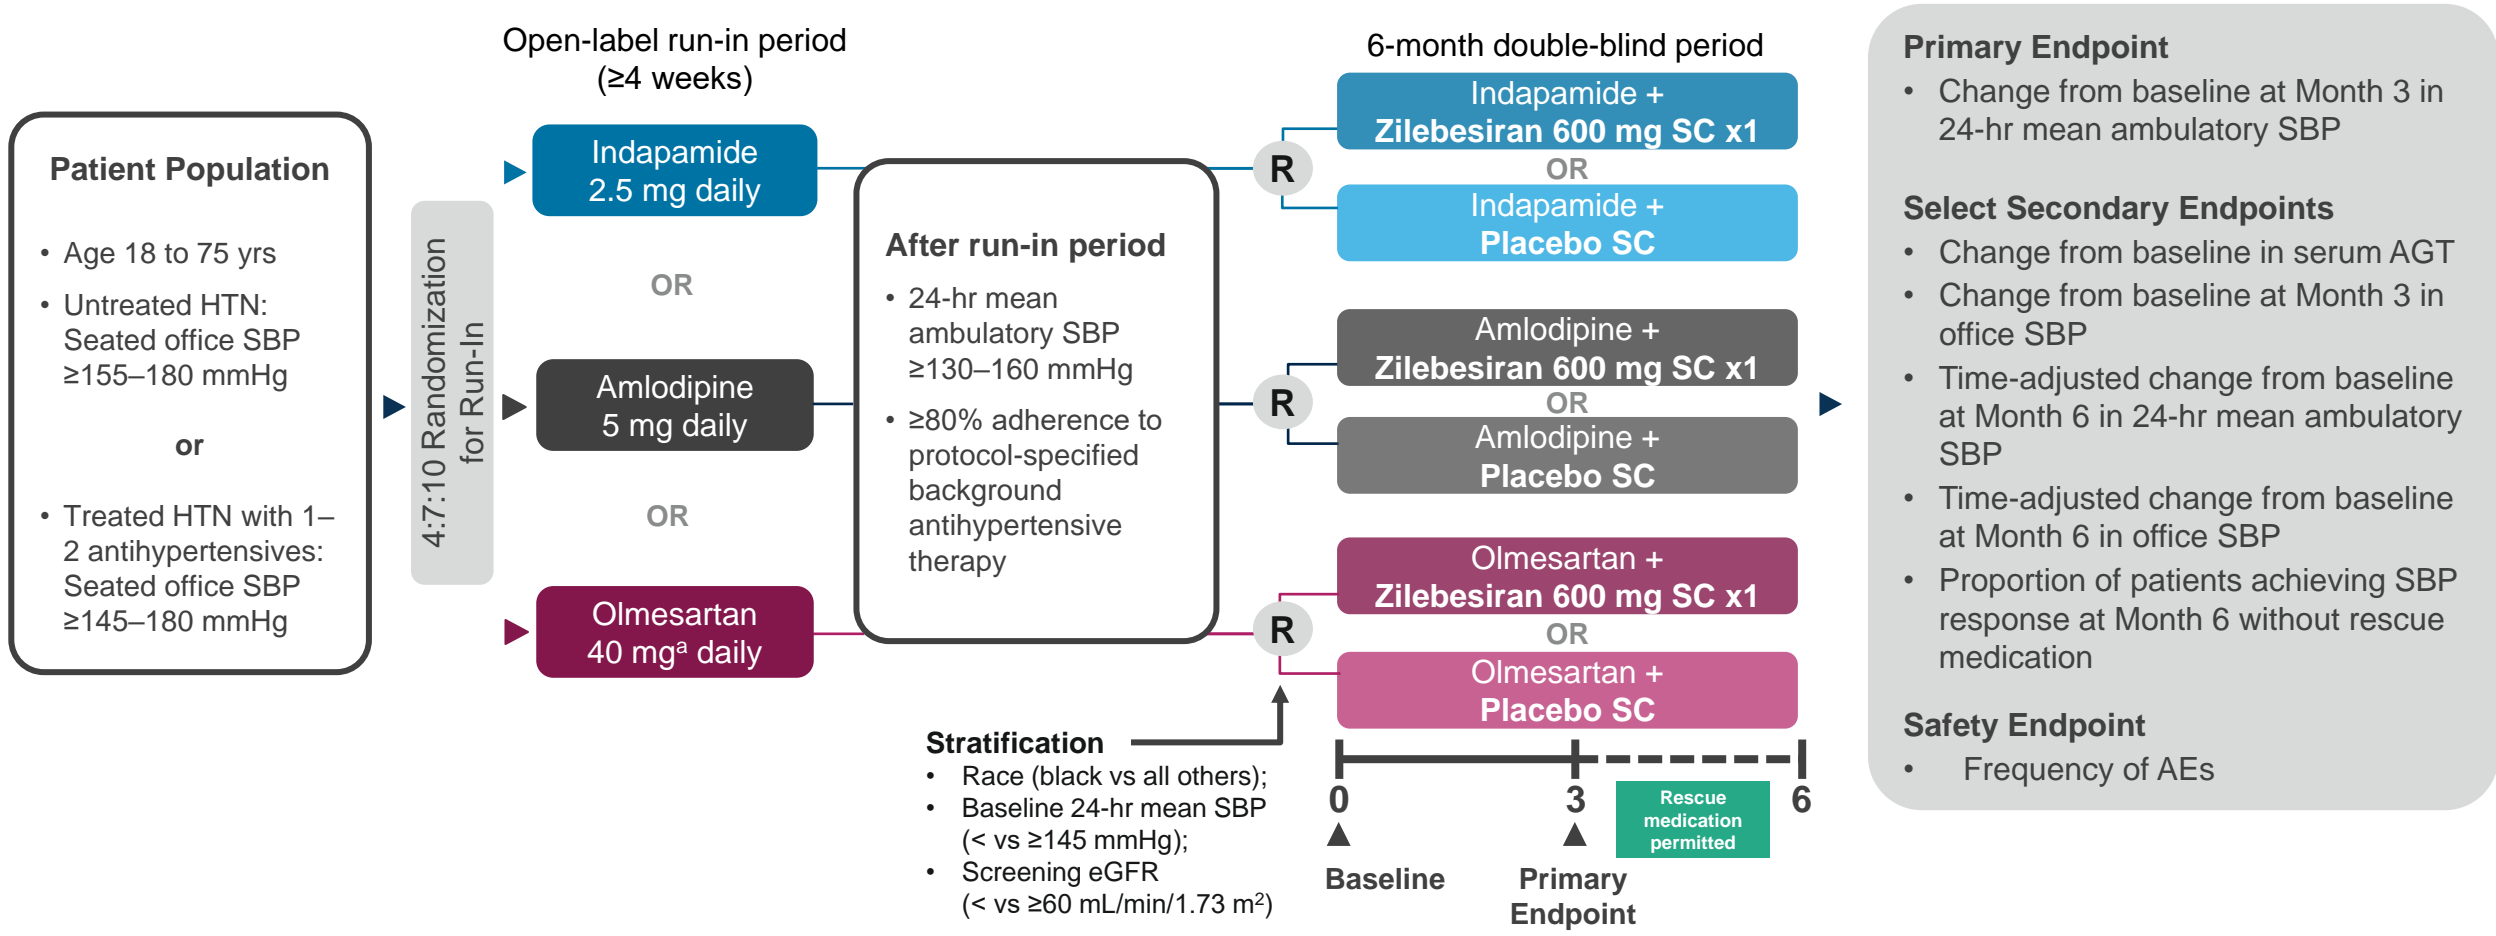 Open-label run-in period
(≥4 weeks)
6-month double-blind period
Patient Population
• Age 18 to 75 yrs
• Untreated HTN:
Seated office SBP
≥155–180 mmHg
or
• Treated HTN with 1–
2 antihypertensives:
Seated office SBP
≥145–180 mmHg
4:7:10 Randomization
for Run-In
Indapamide
2.5 mg daily
OR
Amlodipine
5 mg daily
OR
Olmesartan
40 mgᵃ daily
After run-in period
• 24-hr mean
ambulatory SBP
≥130–160 mmHg
• ≥80% adherence to
protocol-specified
background
antihypertensive
therapy
R
R
R
Indapamide +
Zilebesiran 600 mg SC x1
OR
Indapamide +
Placebo SC
Amlodipine +
Zilebesiran 600 mg SC x1
OR
Amlodipine +
Placebo SC
Olmesartan +
Zilebesiran 600 mg SC x1
OR
Olmesartan +
Placebo SC
Stratification
• Race (black vs all others);
• Baseline 24-hr mean SBP
(< vs ≥145 mmHg);
• Screening eGFR
(< vs ≥60 mL/min/1.73 m²)
0
3
6
Rescue
medication
permitted
Baseline
Primary
Endpoint
Primary Endpoint
• Change from baseline at Month 3 in
24-hr mean ambulatory SBP
Select Secondary Endpoints
• Change from baseline in serum AGT
• Change from baseline at Month 3 in
office SBP
• Time-adjusted change from baseline
at Month 6 in 24-hr mean ambulatory
SBP
• Time-adjusted change from baseline
at Month 6 in office SBP
• Proportion of patients achieving SBP
response at Month 6 without rescue
medication
Safety Endpoint
• Frequency of AEs